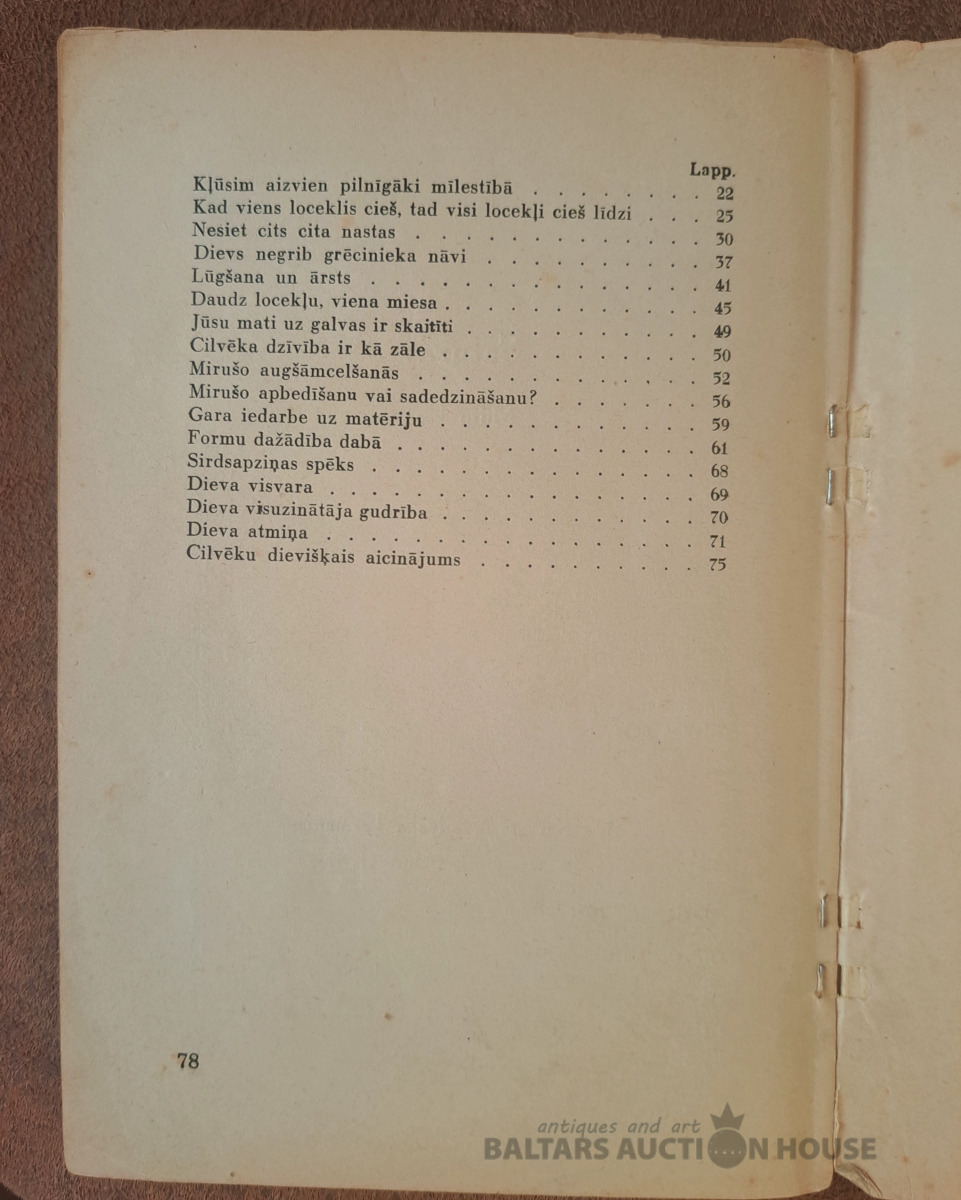 Lapp.
Kļūsim aizvien pilnīgāki mīlestībā . . . . . . . . 22
Kad viens loceklis cieš, tad visi locekļi cieš līdzi . . . 25
Nesiet cits cita nastas . . . . . . . . . . . . . 30
Dievs negrib grēcinieka nāvi . . . . . . . . . . 37
Lūgšana un ārsts . . . . . . . . . . . . . . . 41
Daudz locekļu, viena miesa . . . . . . . . . . . . 45
Jūsu mati uz galvas ir skaitīti . . . . . . . . . . . 49
Cilvēka dzīvība ir kā zāle . . . . . . . . . . . . 50
Mirušo augšāmcelšanās . . . . . . . . . . . . . 52
Mirušo apbedīšanu vai sadedzināšanu? . . . . . . . 56
Gara iedarbe uz matēriju . . . . . . . . . . . . 59
Formu dažādība dabā . . . . . . . . . . . . . . 61
Sirdsapziņas spēks . . . . . . . . . . . . . . . 68
Dieva visvara . . . . . . . . . . . . . . . . . 69
Dieva visuzinātāja gudrība . . . . . . . . . . . . 70
Dieva atmiņa . . . . . . . . . . . . . . . . . 71
Cilvēku dievišķais aicinājums . . . . . . . . . . 75
78
antiques and art
BALTARS AUCTION HOUSE